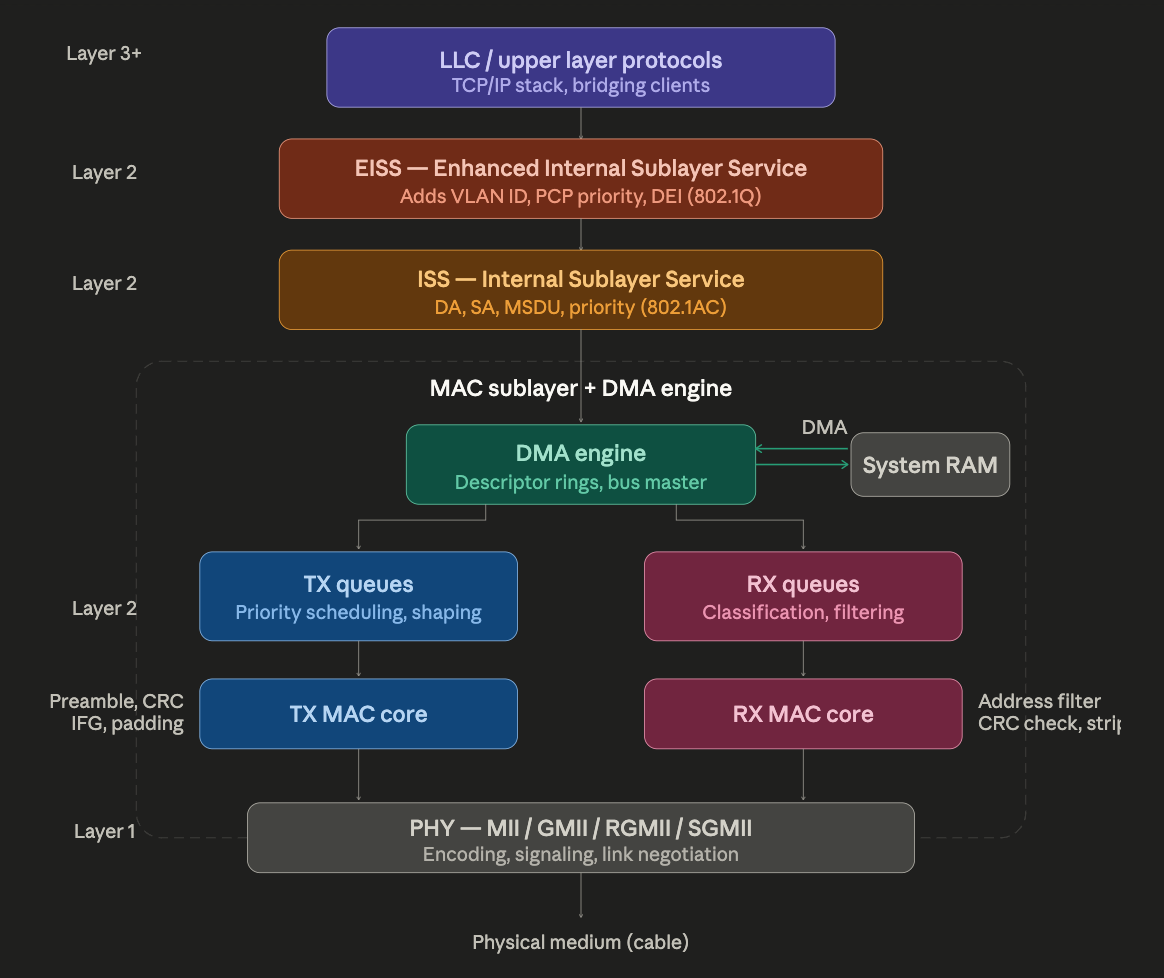 Layer 3+
LLC / upper layer protocols
TCP/IP stack, bridging clients
Layer 2
EISS — Enhanced Internal Sublayer Service
Adds VLAN ID, PCP priority, DEI (802.1Q)
Layer 2
ISS — Internal Sublayer Service
DA, SA, MSDU, priority (802.1AC)
MAC sublayer + DMA engine
DMA engine
Descriptor rings, bus master
DMA
System RAM
Layer 2
TX queues
Priority scheduling, shaping
RX queues
Classification, filtering
Preamble, CRC
IFG, padding
TX MAC core
RX MAC core
Address filter
CRC check,
Layer 1
PHY — MII / GMII / RGMII / SGMII
Encoding, signaling, link negotiation
Physical medium (cable)